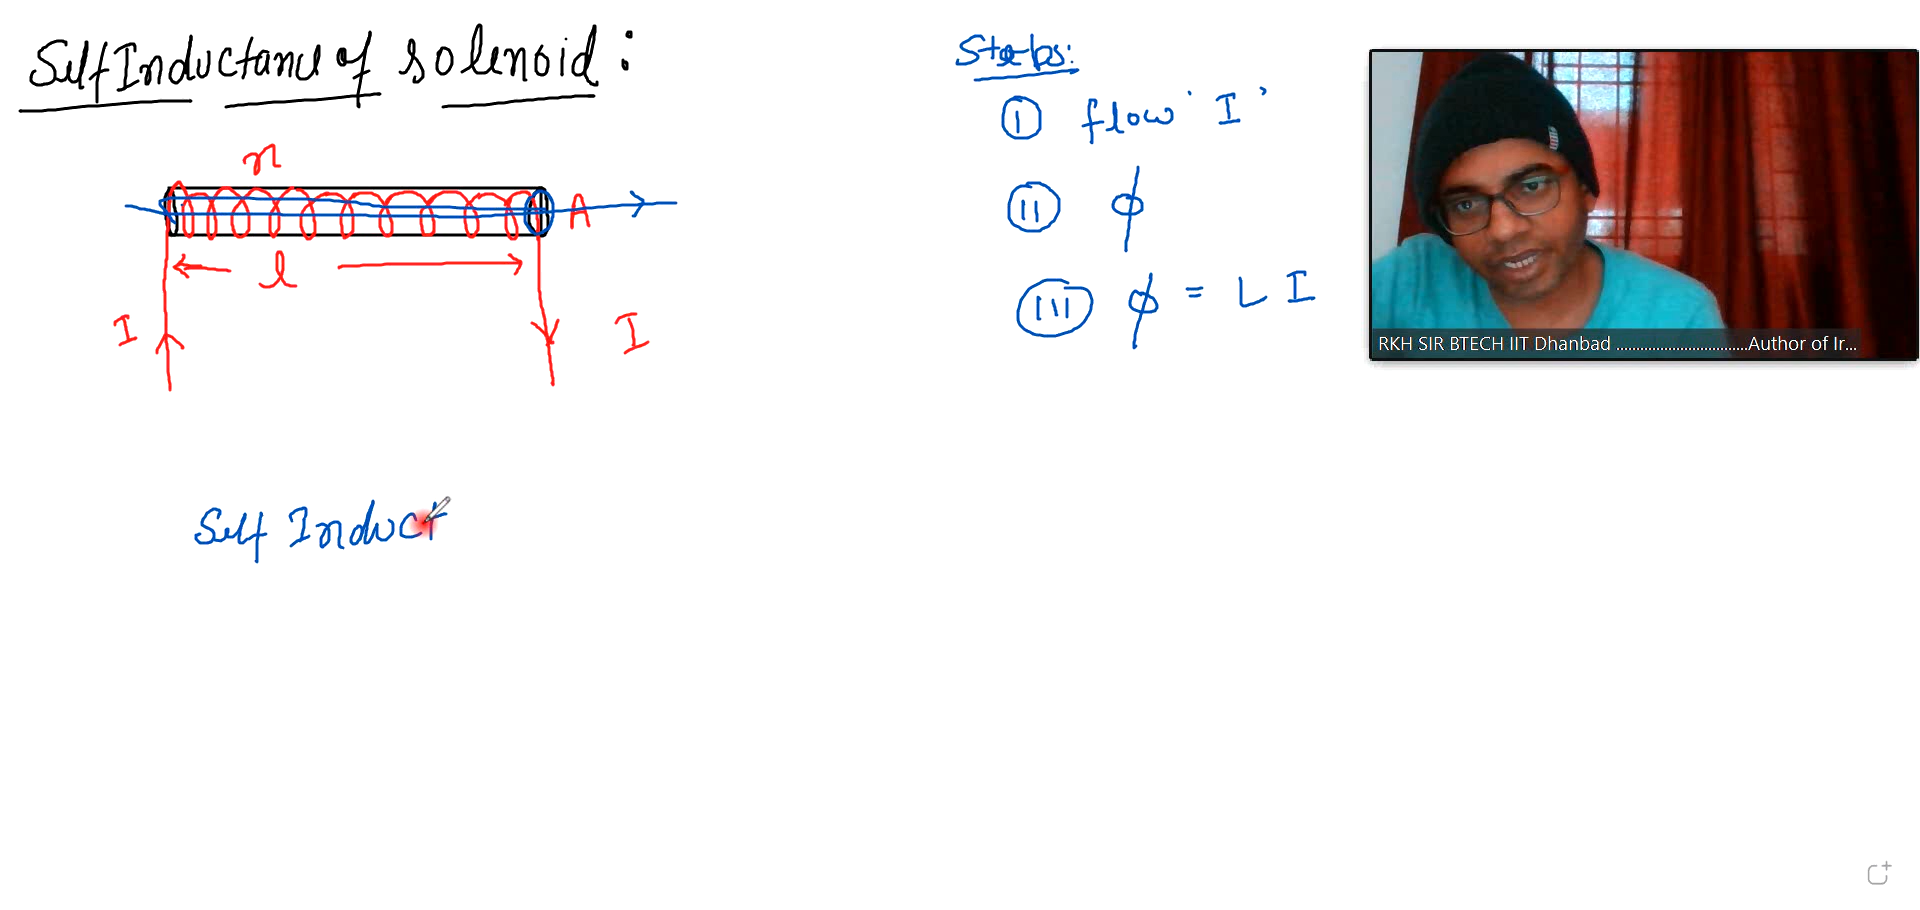 Self Inductance of solenoid :
n
A
l
I
I
Self Induct
Steps:
I flow 'I'
II ϕ
III ϕ = L I
RKH SIR BTECH IIT Dhanbad .................................Author of Ir...